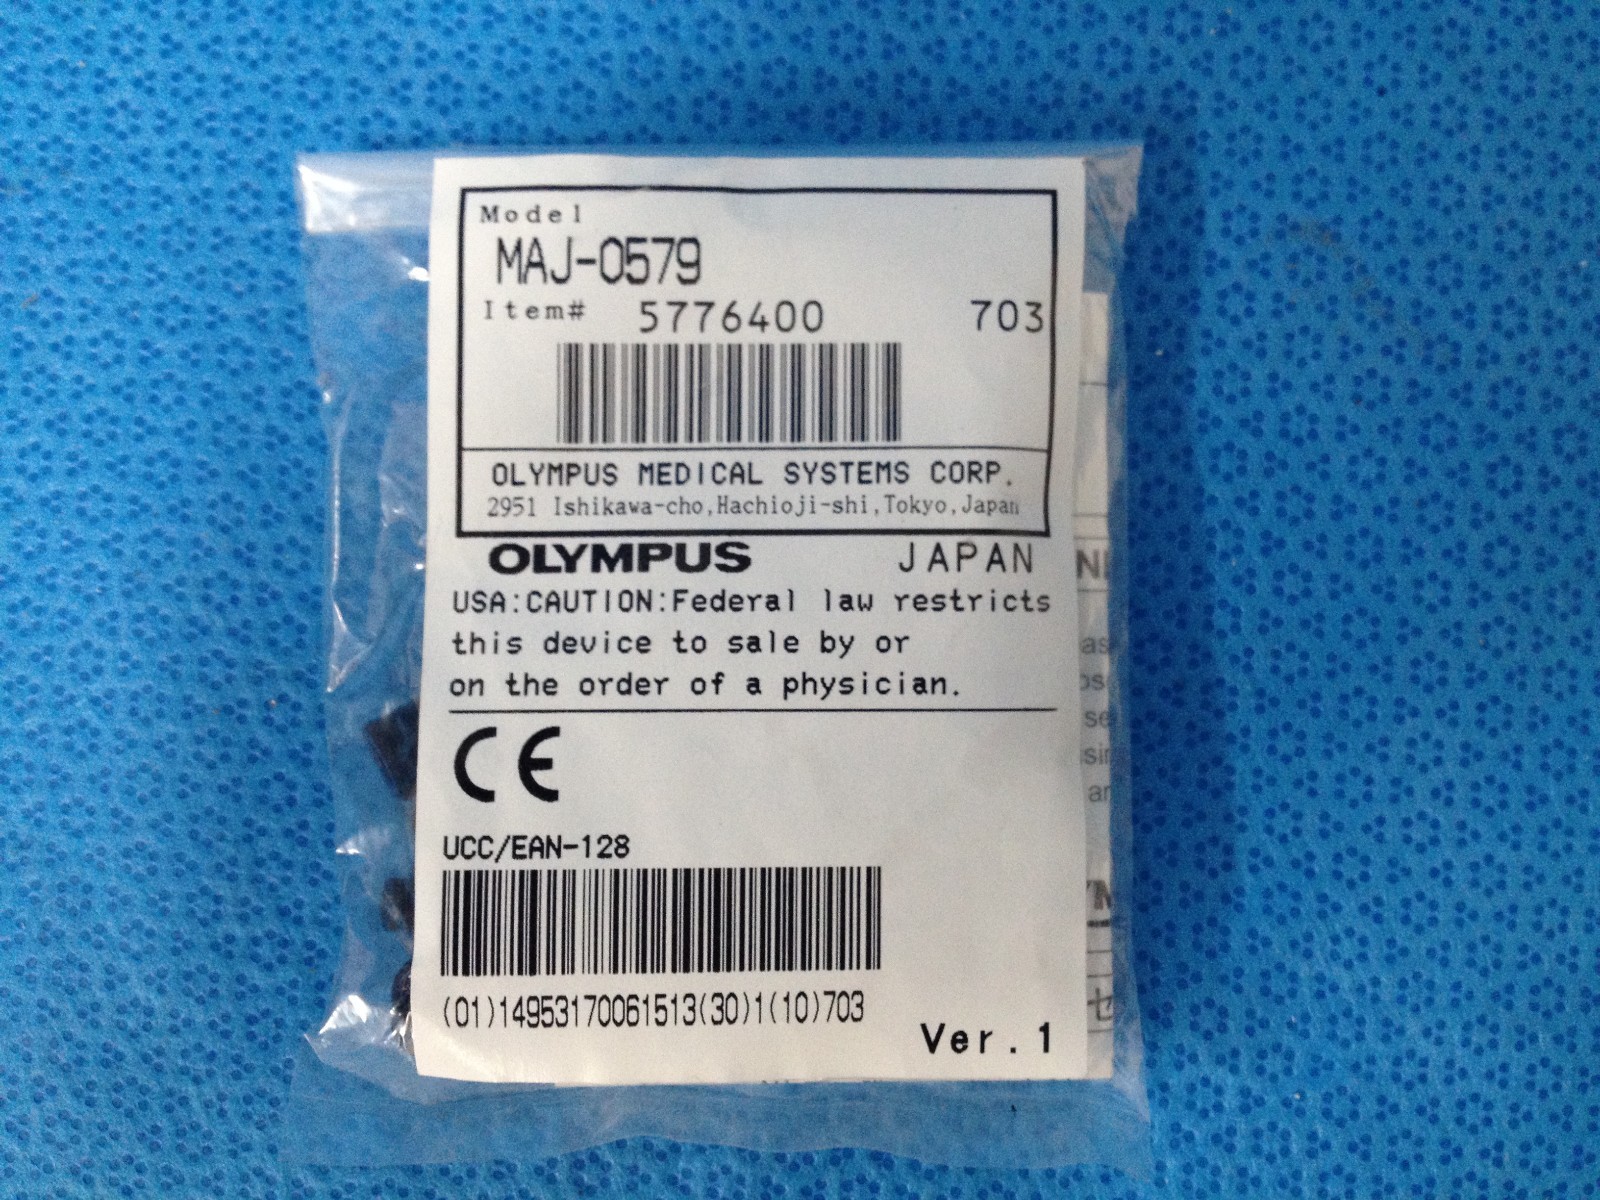 Model
MAJ-0579
Item# 5776400 703
OLYMPUS MEDICAL SYSTEMS CORP.
2951 Ishikawa-cho,Hachioji-shi,Tokyo,Japan
OLYMPUS JAPAN
USA:CAUTION:Federal law restricts
this device to sale by or
on the order of a physician.
CE
UCC/EAN-128
(01)14953170061513(30)1(10)703
Ver.1